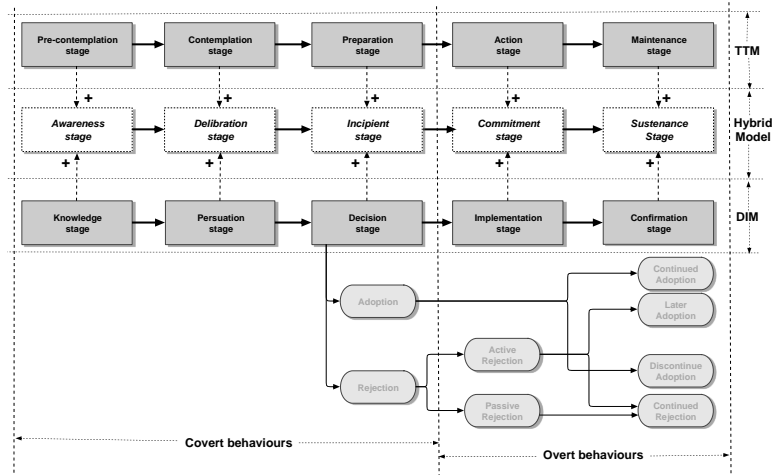 Pre-contemplation
stage
Contemplation
stage
Preparation
stage
Action
stage
Maintenance
stage
TTM
+
+
+
+
+
Awareness
stage
Delibration
stage
Incipient
stage
Commitment
stage
Sustenance
Stage
Hybrid
Model
+
+
+
+
Knowledge
stage
Persuation
stage
Decision
stage
Implementation
stage
Confirmation
stage
DIM
Adoption
Continued
Adoption
Later
Adoption
Rejection
Active
Rejection
Discontinue
Adoption
Passive
Rejection
Continued
Rejection
Covert behaviours
Overt behaviours